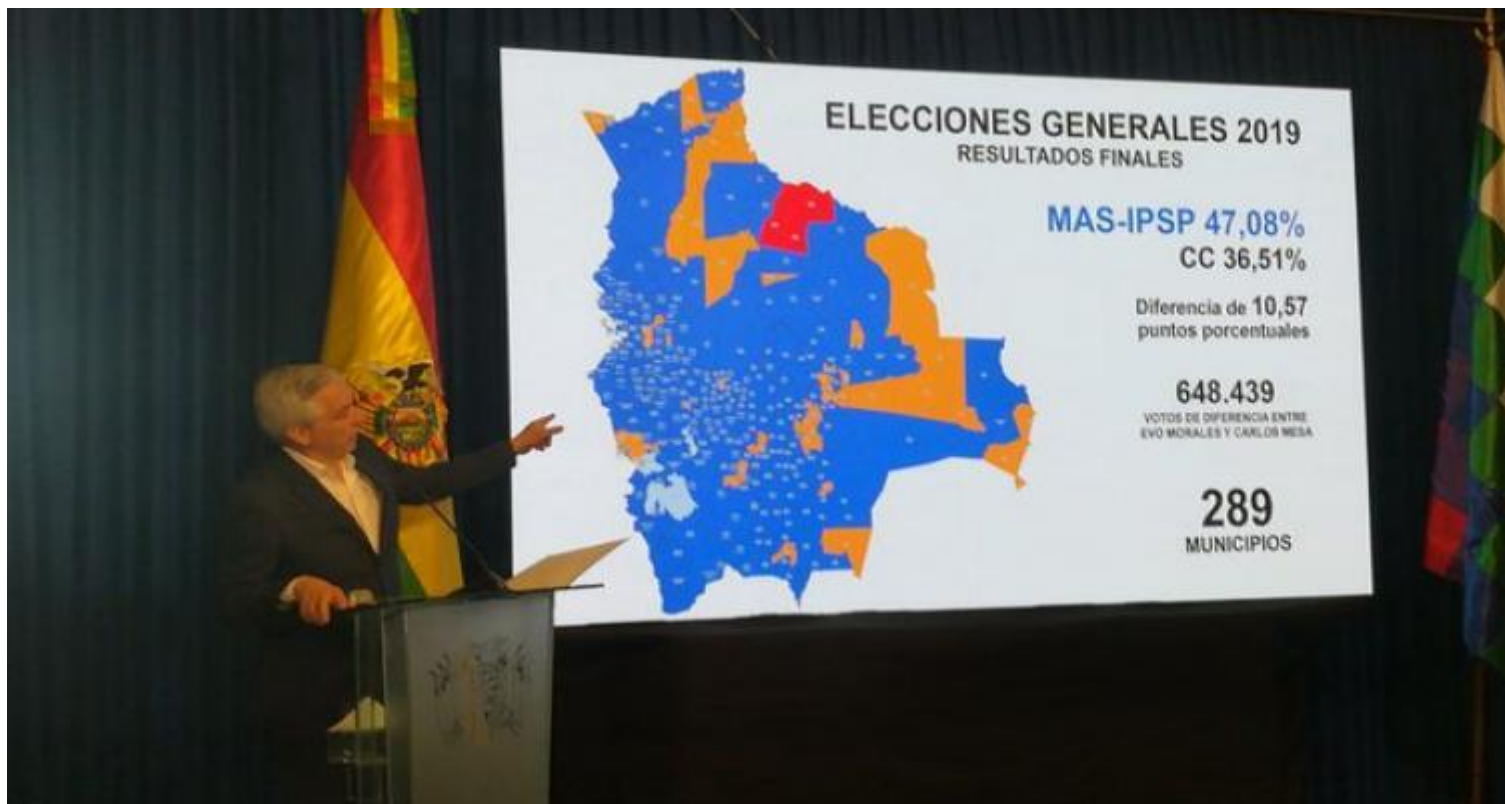 ELECCIONES GENERALES 2019
RESULTADOS FINALES
MAS-IPSP 47,08%
CC 36,51%
Diferencia de 10,57
puntos porcentuales
648.439
VOTOS DE DIFERENCIA ENTRE
EVO MORALES Y CARLOS MESA
289
MUNICIPIOS